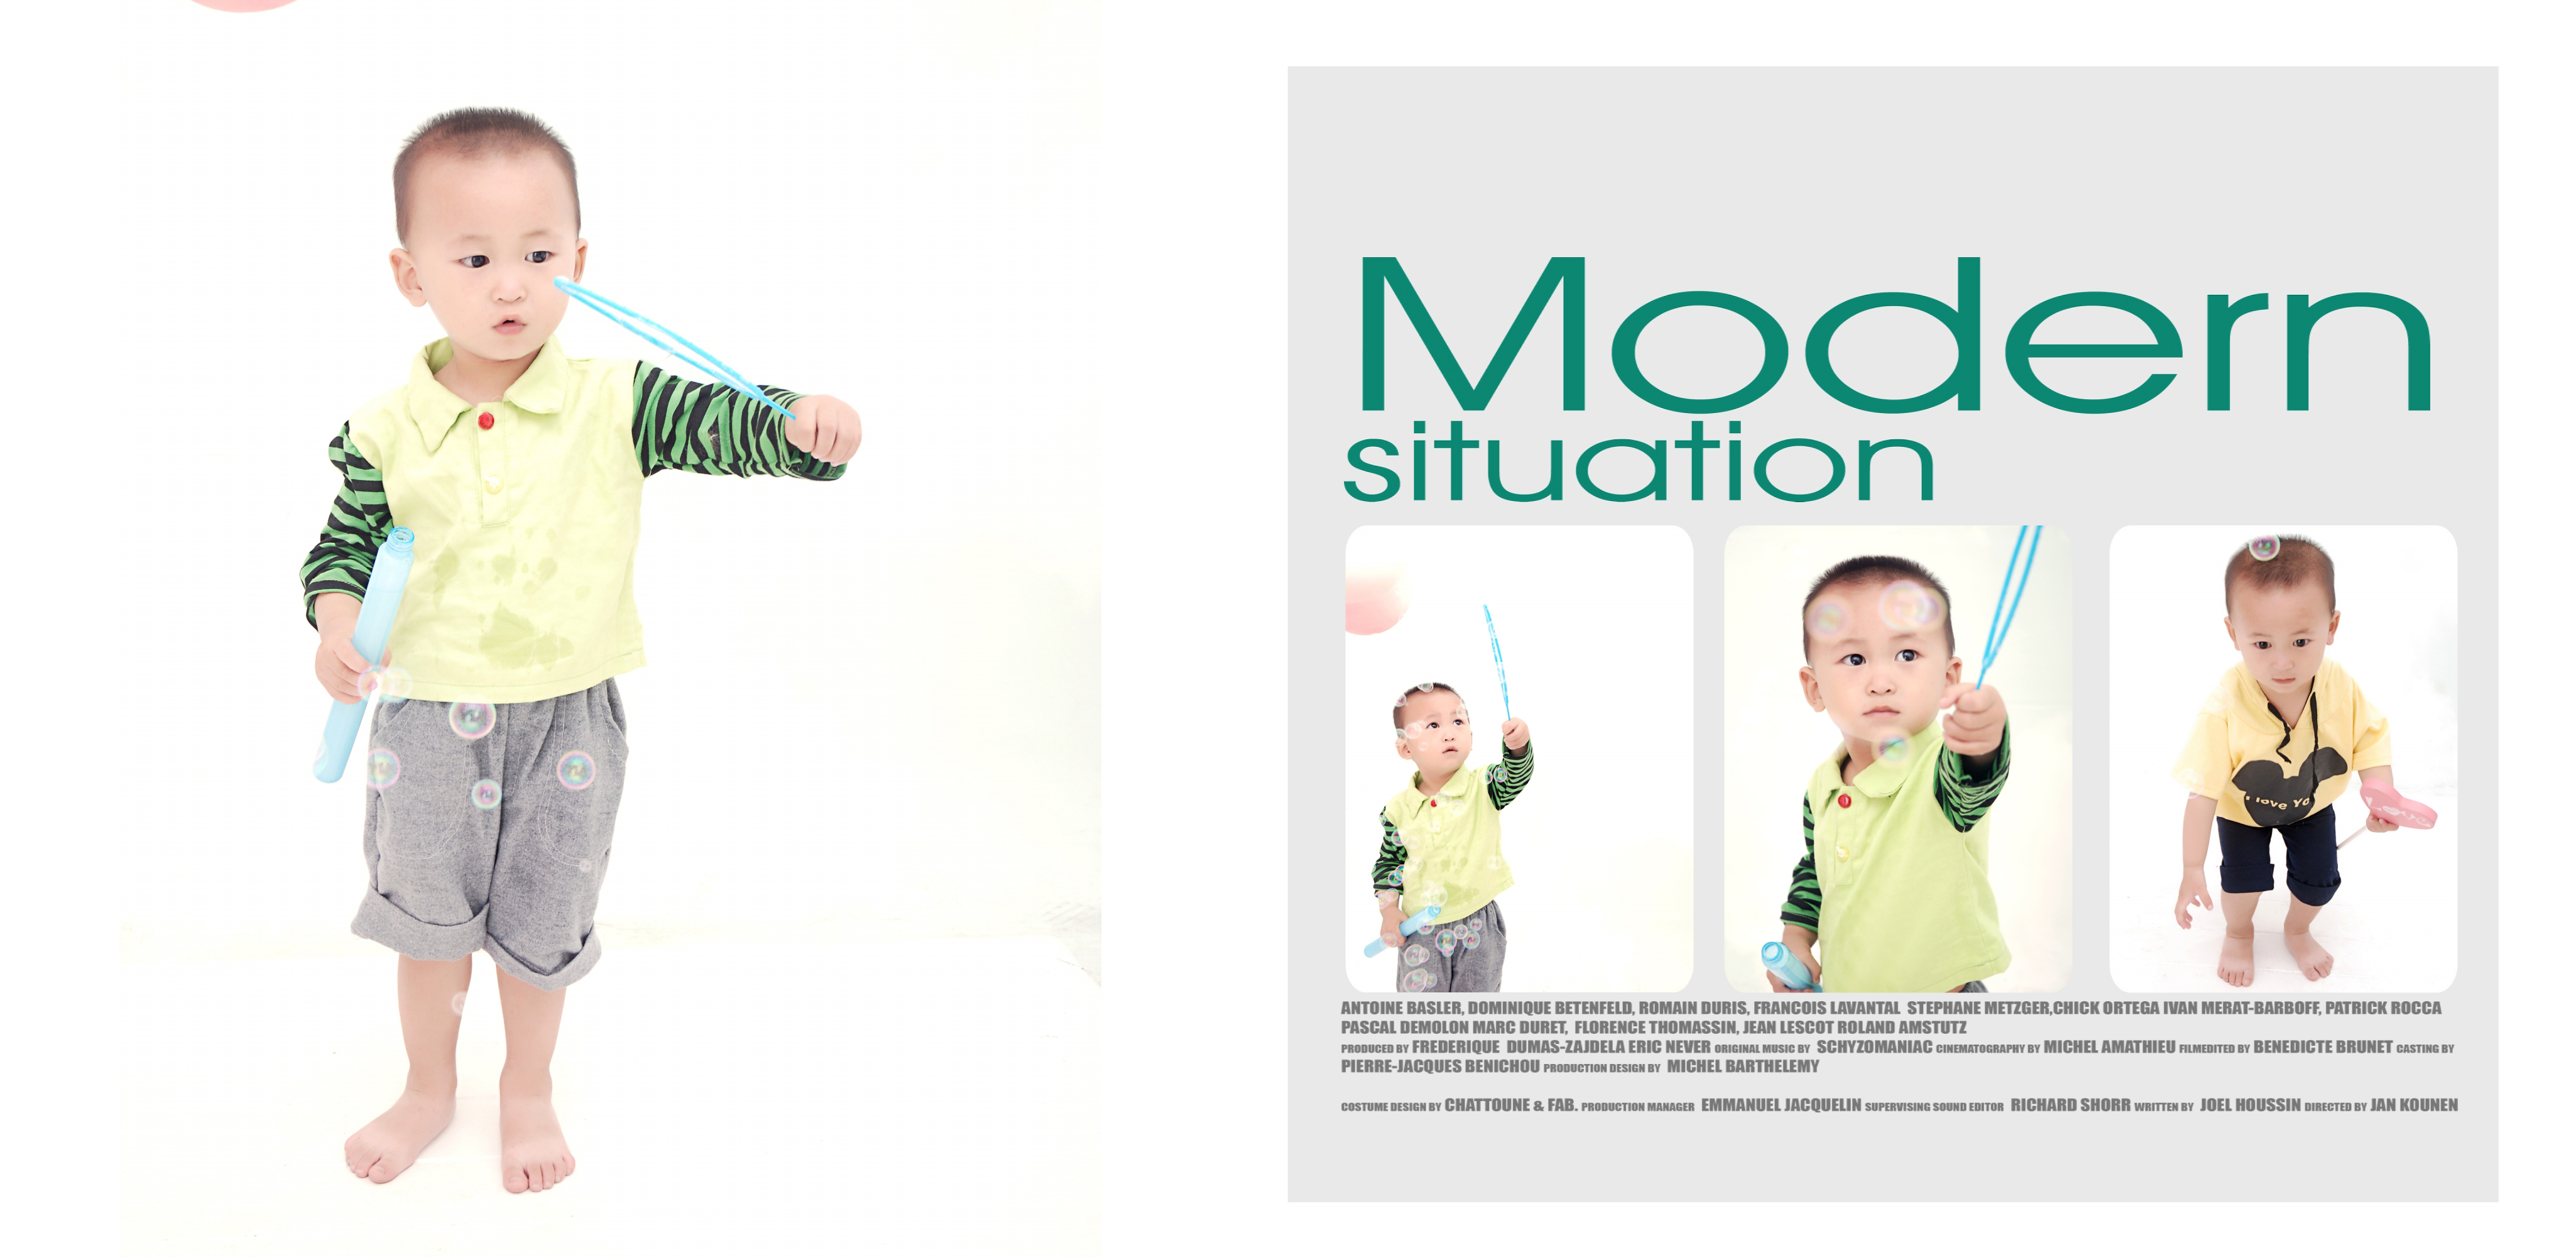 Modern
situation
I love Yo
Love
ANTOINE BASLER, DOMINIQUE BETENFELD, ROMAIN DURIS, FRANCOIS LAVANTAL STEPHANE METZGER,CHICK ORTEGA IVAN MERAT-BARBOFF, PATRICK ROCCA
PASCAL DEMOLON MARC DURET, FLORENCE THOMASSIN, JEAN LESCOT ROLAND AMSTUTZ
PRODUCED BY FREDERIQUE DUMAS-ZAJDELA ERIC NEVER ORIGINAL MUSIC BY SCHYZOMANIAC CINEMATOGRAPHY BY MICHEL AMATHIEU FILMEDITED BY BENEDICTE BRUNET CASTING BY
PIERRE-JACQUES BENICHOU PRODUCTION DESIGN BY MICHEL BARTHELEMY
COSTUME DESIGN BY CHATTOUNE & FAB. PRODUCTION MANAGER EMMANUEL JACQUELIN SUPERVISING SOUND EDITOR RICHARD SHORR WRITTEN BY JOEL HOUSSIN DIRECTED BY JAN KOUNEN